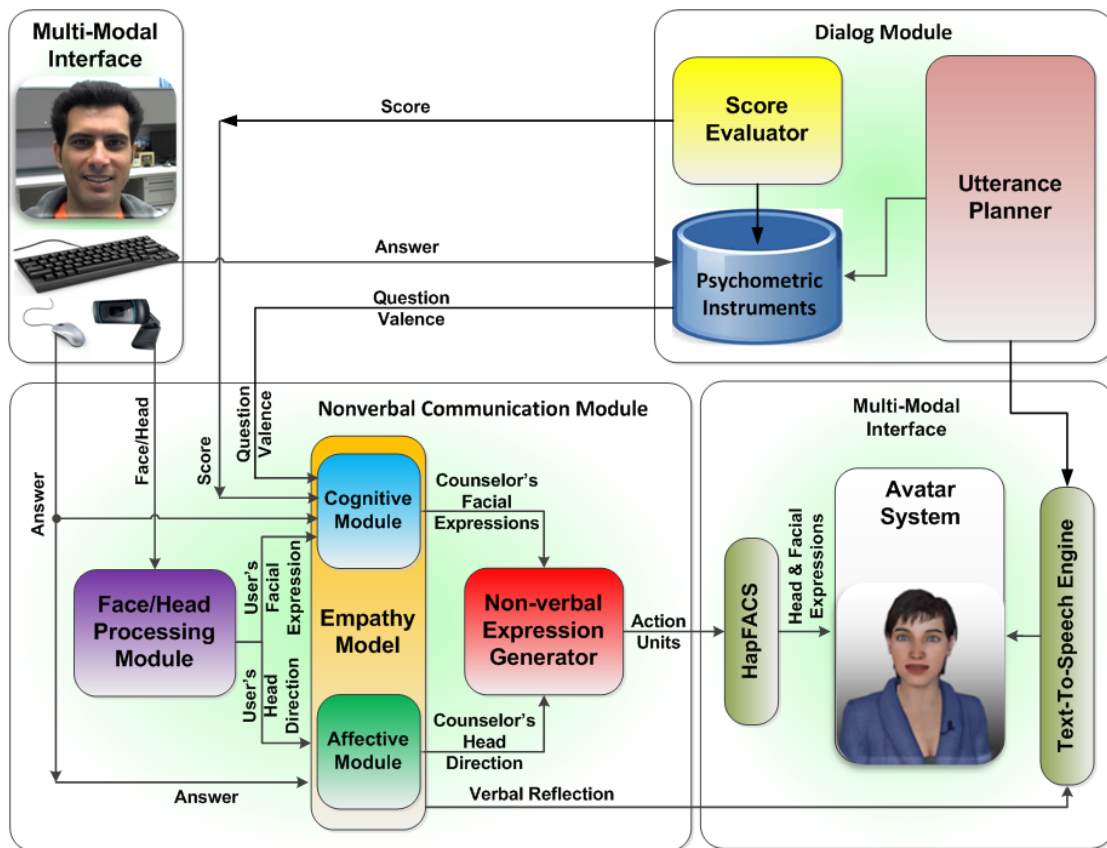 Multi-Modal
Interface
Dialog Module
Score
Evaluator
Utterance
Planner
Score
Answer
Psychometric
Instruments
Question
Valence
Nonverbal Communication Module
Face/Head
Score
Question
Valence
Answer
Cognitive
Module
Counselor's
Facial
Expressions
User's
Facial
Expression
Face/Head
Processing
Module
Empathy
Model
Non-verbal
Expression
Generator
Action
Units
User's
Head
Direction
Affective
Module
Counselor's
Head
Direction
Answer
Verbal Reflection
Multi-Modal
Interface
Avatar
System
HapFACS
Head & Facial
Expressions
Text-To-Speech Engine